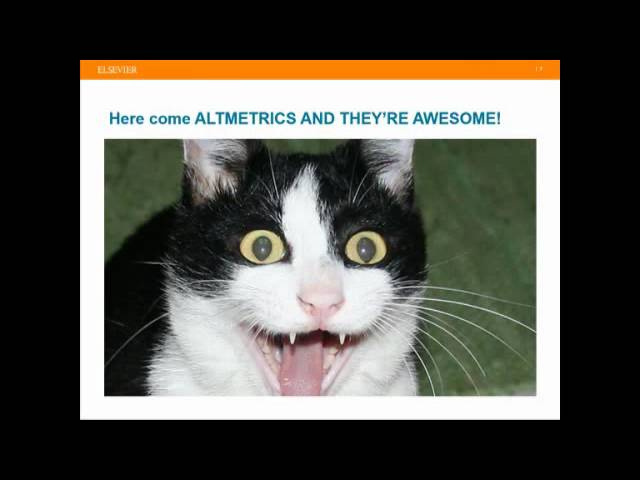 ELSEVIER
Here come ALTMETRICS AND THEY'RE AWESOME!